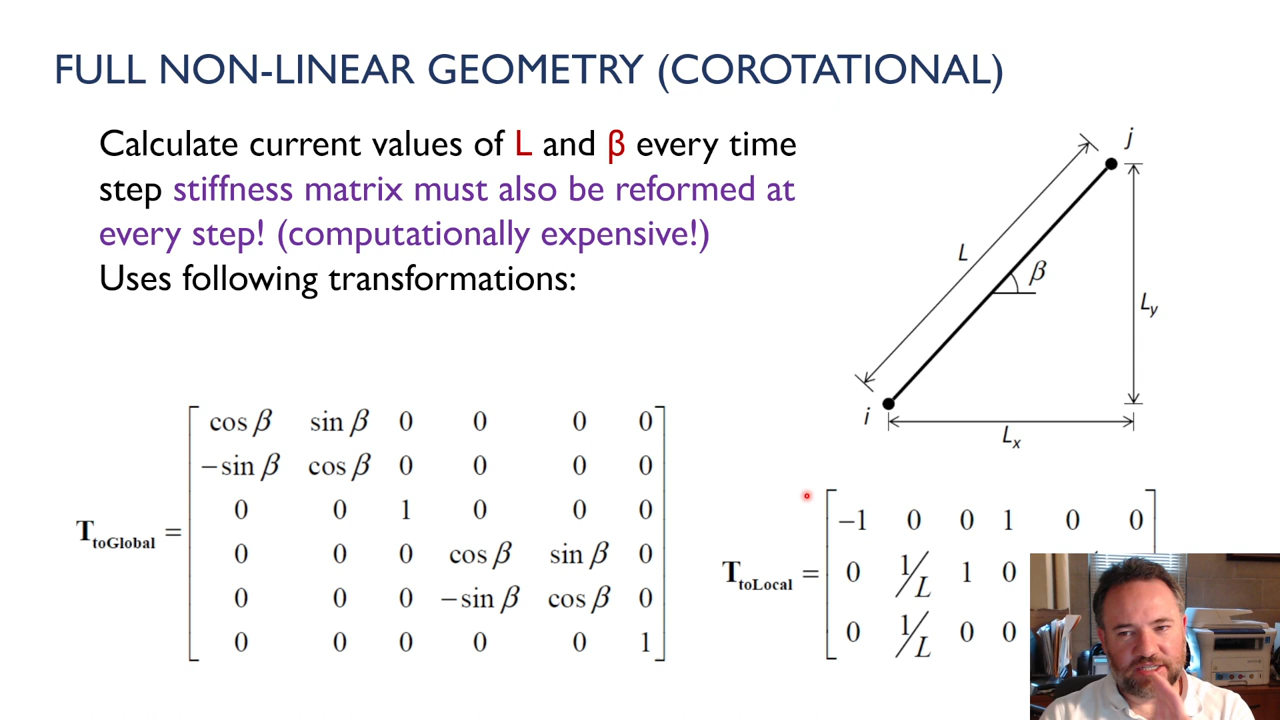 FULL NON-LINEAR GEOMETRY (COROTATIONAL)
Calculate current values of L and β every time
step stiffness matrix must also be reformed at
every step! (computationally expensive!)
Uses following transformations:
j
L
β
L_y
i
L_x
T_toGlobal =
cos β sin β 0 0 0 0
−sin β cos β 0 0 0 0
0 0 1 0 0 0
0 0 0 cos β sin β 0
0 0 0 −sin β cos β 0
0 0 0 0 0 1
T_toLocal =
−1 0 0 1 0 0
0 1/L 1 0
0 1/L 0 0